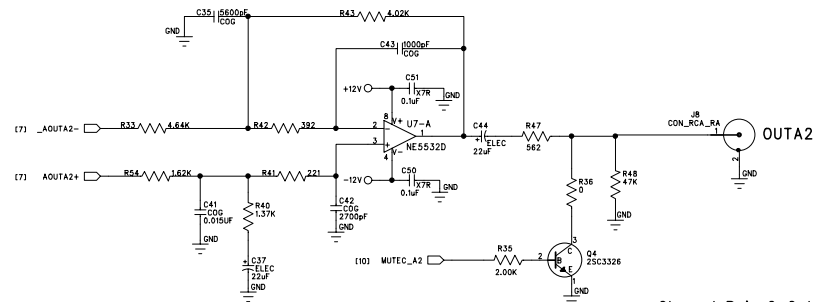 C35 5600pF
COG
GND
R43 4.02K
C43 1000pF
COG
+12V
C51
X7R
0.1uF
GND
[7] _AOUTA2-
R33 4.64K
R42 392
8 V+
U7-A
2
3
1
NE5532D
V-
4
C44
ELEC
22uF
R47
562
J8
CON_RCA_RA
1
2
OUTA2
GND
[7] AOUTA2+
R54 1.62K
R41 221
-12V
C50
X7R
0.1uF
GND
C41
COG
0.015UF
GND
R40
1.37K
C42
COG
2700pF
GND
R36
0
R48
47K
GND
C37
ELEC
22uF
GND
[10] MUTEC_A2
R35
2.00K
2
3
C
B
E
1
Q4
2SC3326
GND